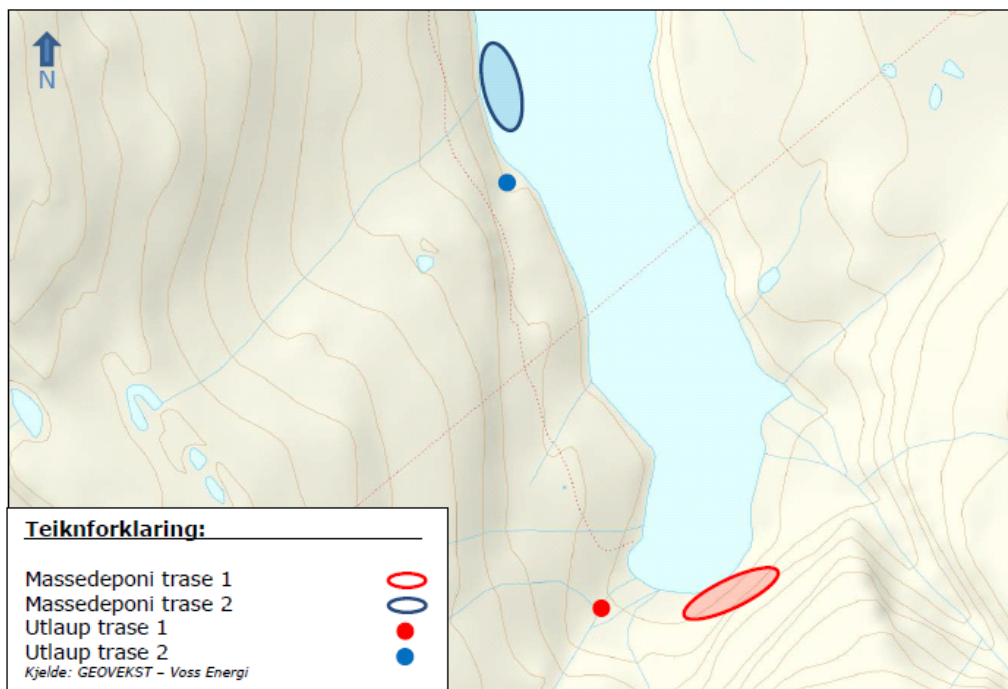 N
Teiknforklaring:
Massedeponi trase 1
Massedeponi trase 2
Utlaup trase 1
Utlaup trase 2
Kjelde: GEOVEKST – Voss Energi